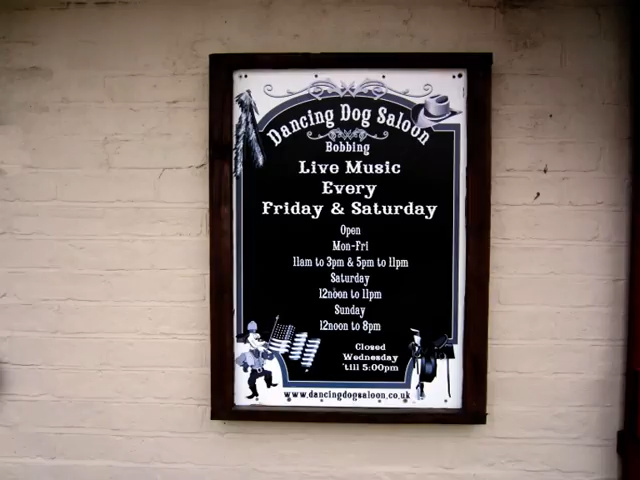 Dancing Dog Saloon
Bobbing
Live Music
Every
Friday & Saturday
Open
Mon-Fri
11am to 3pm & 5pm to 11pm
Saturday
12noon to 11pm
Sunday
12noon to 8pm
Closed
Wednesday
'till 5:00pm
www.dancingdogsaloon.co.uk